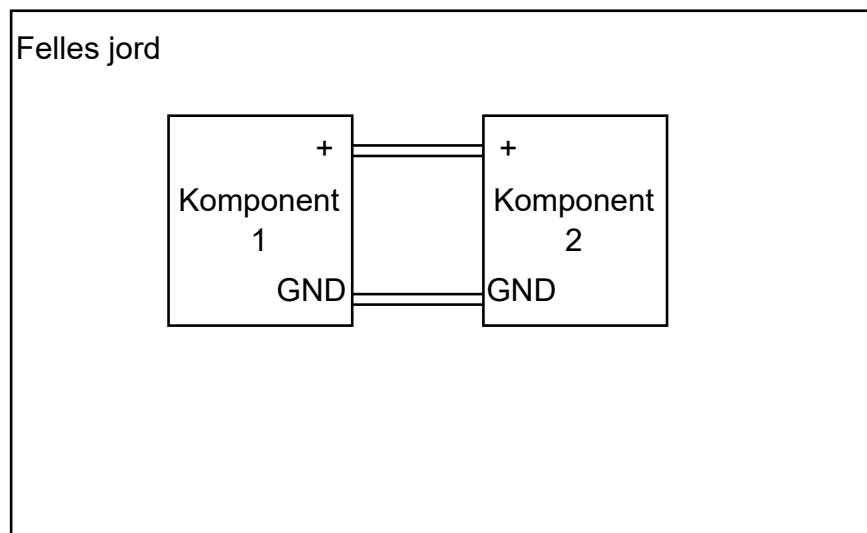 Felles jord
+ +
Komponent Komponent
1 2
GND GND